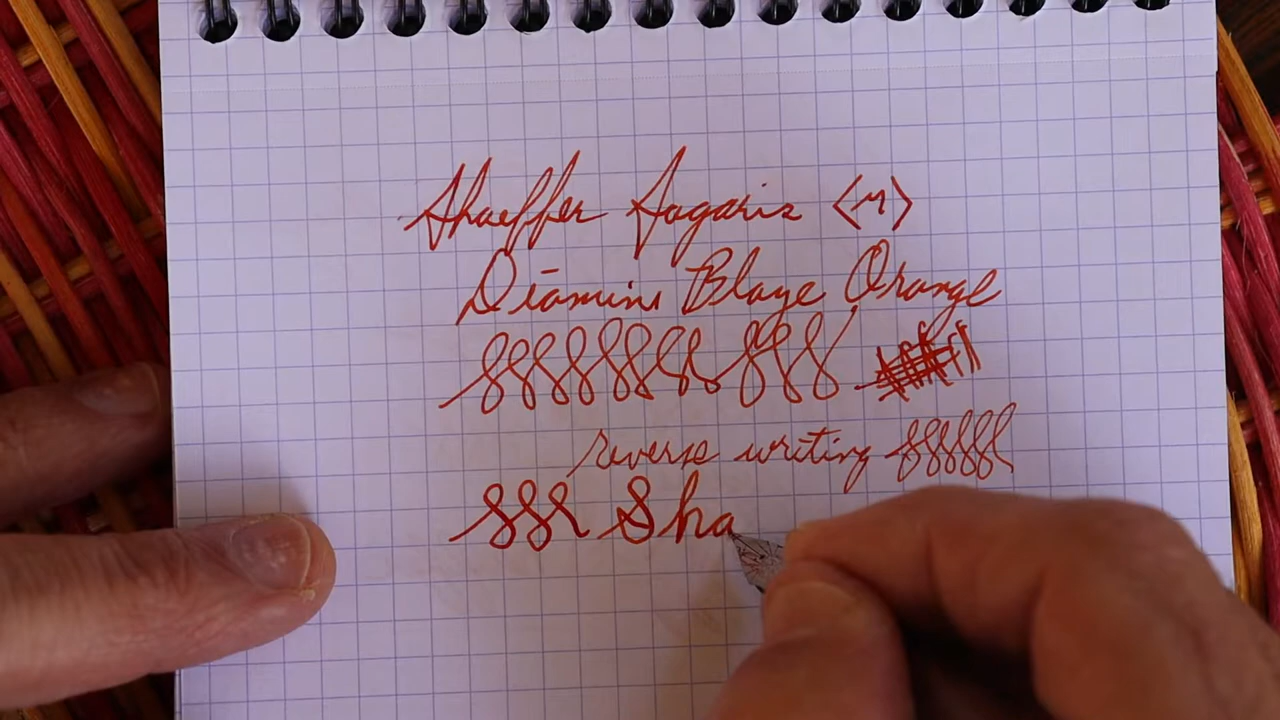 Shaeffer Sagaris <M>
Diamine Blaze Orange
reverse writing
Sha